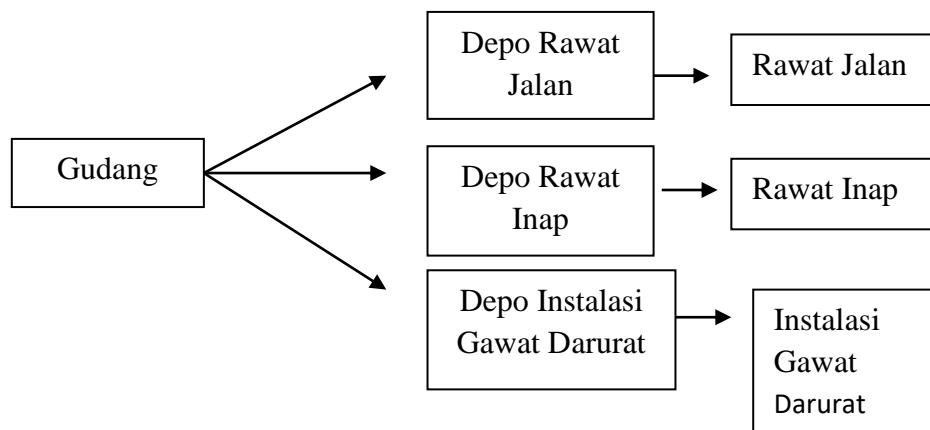 Gudang
Depo Rawat
Jalan
Rawat Jalan
Depo Rawat
Inap
Rawat Inap
Depo Instalasi
Gawat Darurat
Instalasi
Gawat
Darurat